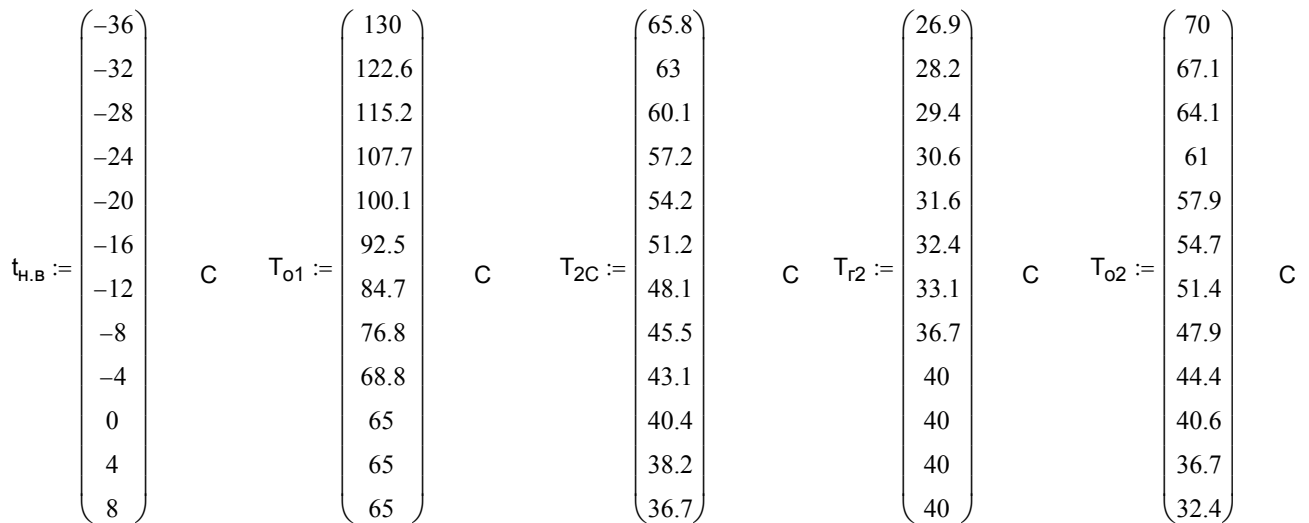 −36 130 65.8 26.9 70
−32 122.6 63 28.2 67.1
−28 115.2 60.1 29.4 64.1
−24 107.7 57.2 30.6 61
−20 100.1 54.2 31.6 57.9
−16 92.5 51.2 32.4 54.7
tн.в := C To1 := C T2C := C Tг2 := C To2 := C
−12 84.7 48.1 33.1 51.4
−8 76.8 45.5 36.7 47.9
−4 68.8 43.1 40 44.4
0 65 40.4 40 40.6
4 65 38.2 40 36.7
8 65 36.7 40 32.4